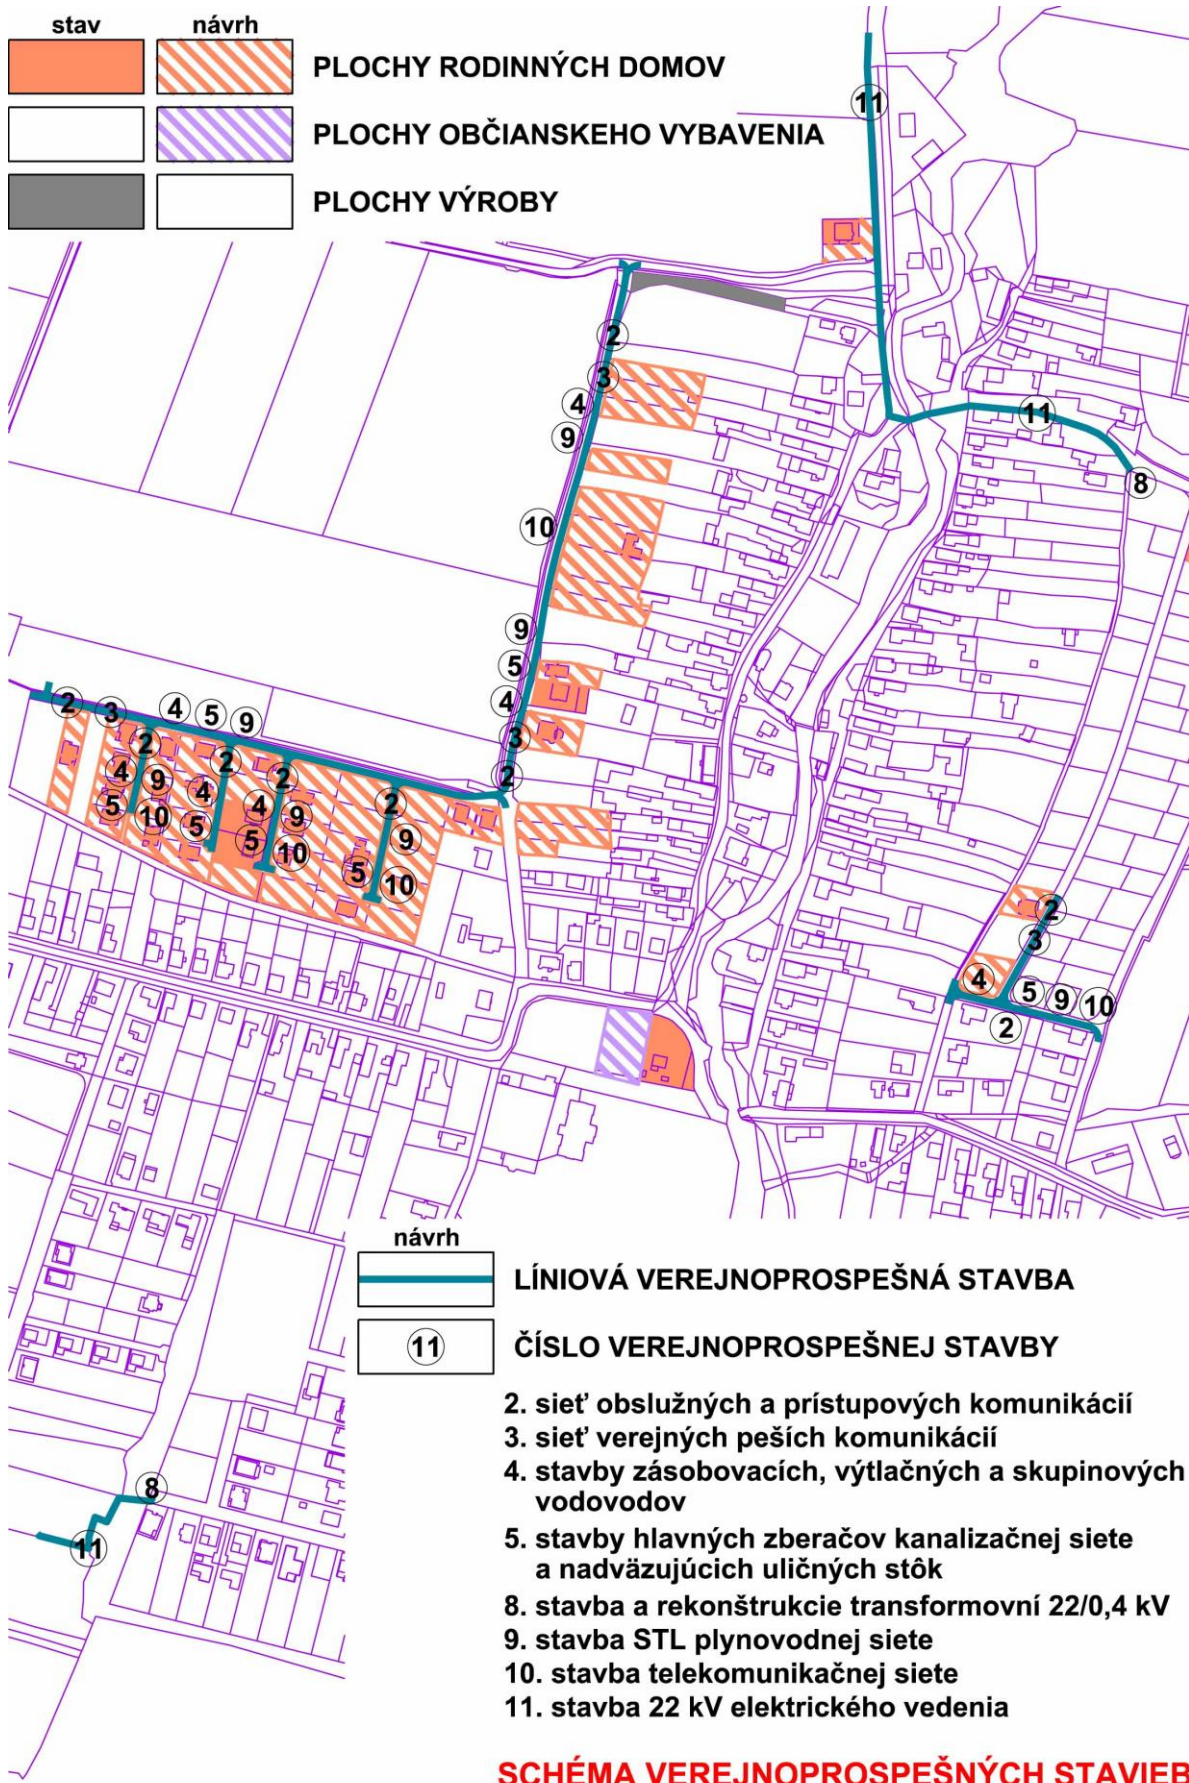 stav návrh
PLOCHY RODINNÝCH DOMOV
PLOCHY OBČIANSKEHO VYBAVENIA
PLOCHY VÝROBY
11
2
3
4
9
11
8
10
9
5
4
3
2
2 3 4 5 9
2 2 2 2
4 9 4 4 9 9
5 10 5 5 10 5 10
2
3
4 5 9 10
2
návrh
LÍNIOVÁ VEREJNOPROSPEŠNÁ STAVBA
11 ČÍSLO VEREJNOPROSPEŠNEJ STAVBY
2. sieť obslužných a prístupových komunikácií
3. sieť verejných peších komunikácií
4. stavby zásobovacích, výtlačných a skupinových
vodovodov
5. stavby hlavných zberačov kanalizačnej siete
a nadväzujúcich uličných stôk
8. stavba a rekonštrukcie transformovní 22/0,4 kV
9. stavba STL plynovodnej siete
10. stavba telekomunikačnej siete
11. stavba 22 kV elektrického vedenia
8
11
SCHÉMA VEREJNOPROSPEŠNÝCH STAVIEB